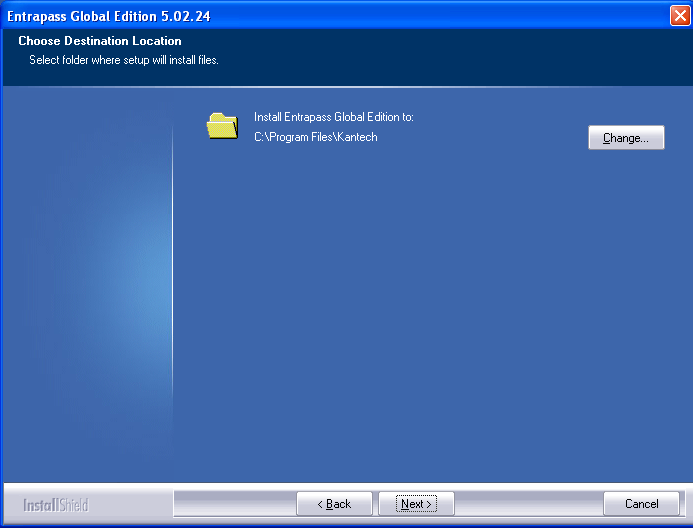 Entrapass Global Edition 5.02.24
Choose Destination Location
Select folder where setup will install files.
Install Entrapass Global Edition to:
C:\Program Files\Kantech
Change...
InstallShield
< Back
Next >
Cancel